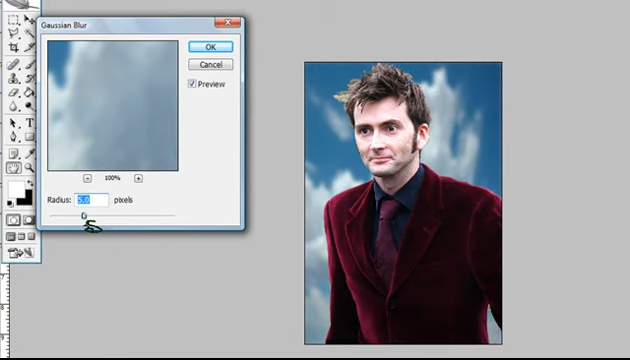 Gaussian Blur
OK
Cancel
Preview
100%
Radius: 5.0 pixels